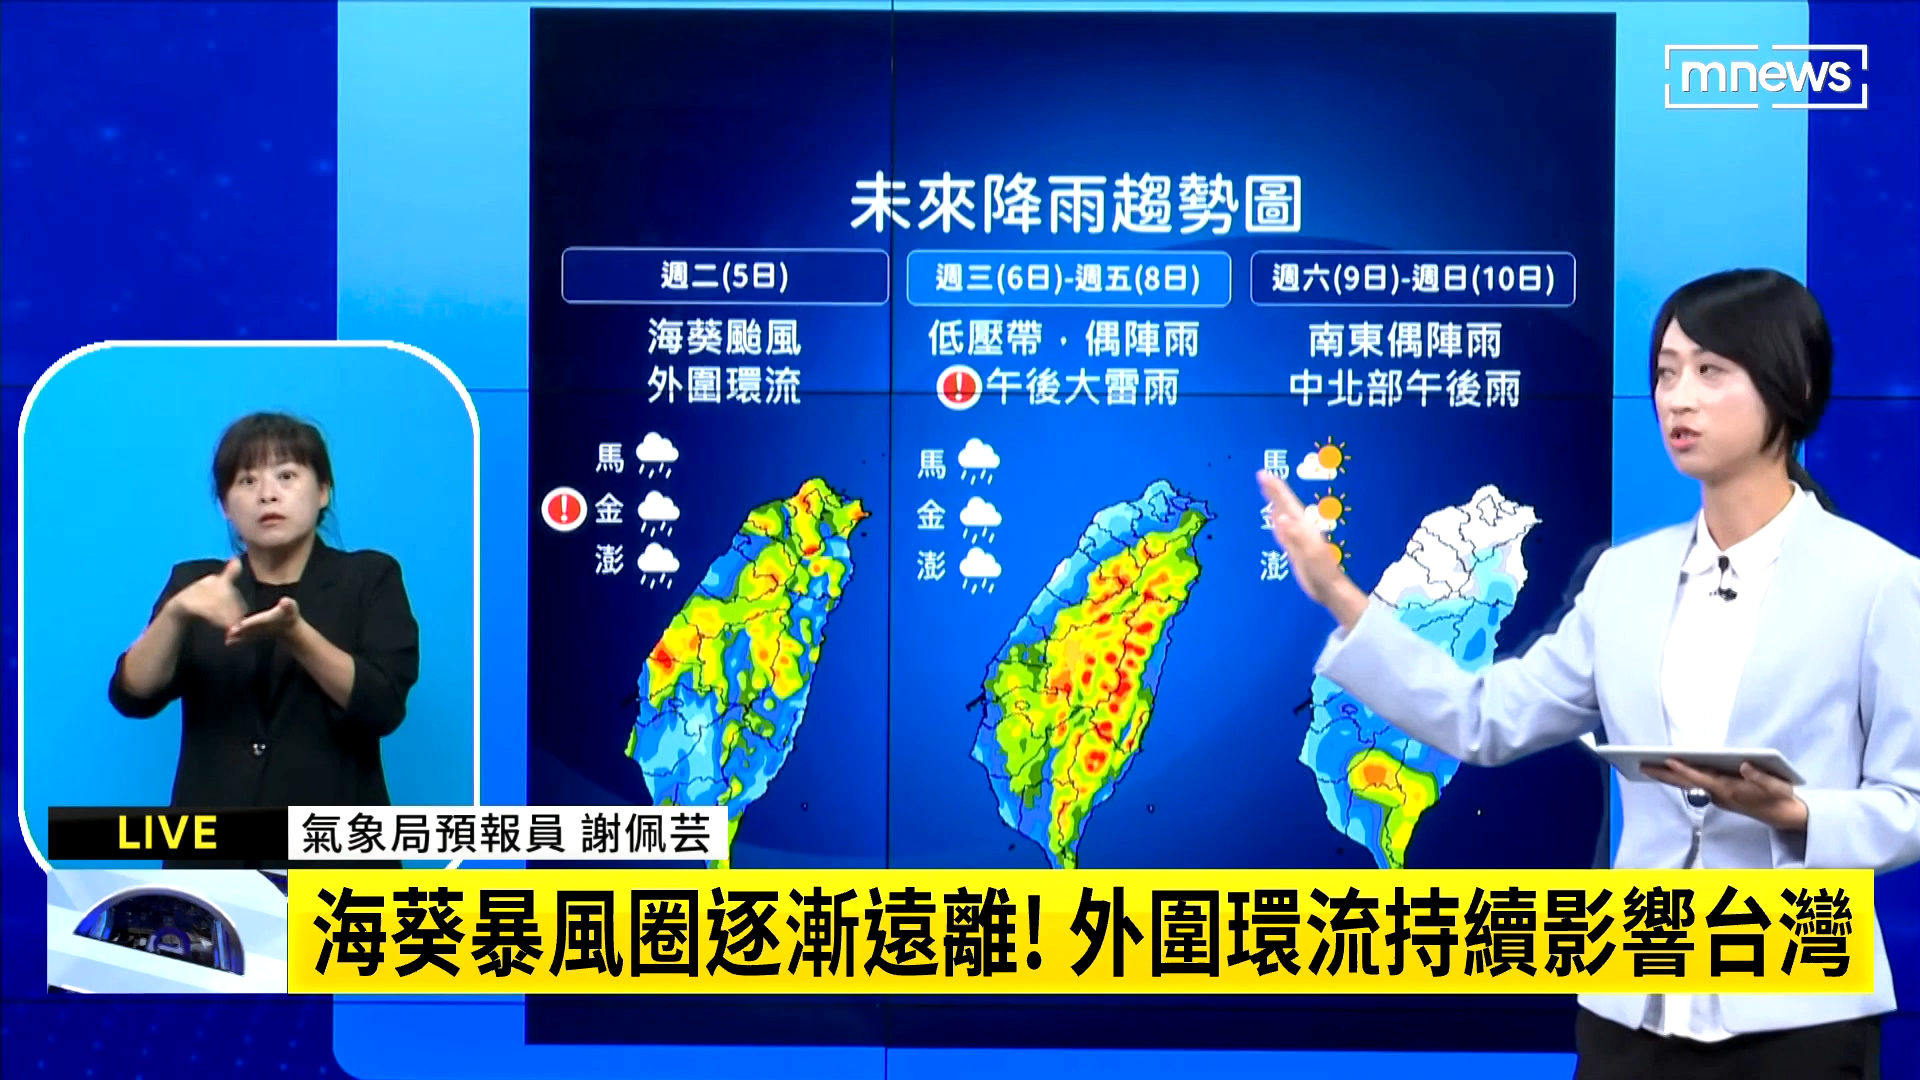 mnews
未來降雨趨勢圖
週二(5日)
海葵颱風
外圍環流
馬
金
澎
週三(6日)-週五(8日)
低壓帶．偶陣雨
午後大雷雨
馬
金
澎
週六(9日)-週日(10日)
南東偶陣雨
中北部午後雨
馬
金
澎
LIVE
氣象局預報員 謝佩芸
海葵暴風圈逐漸遠離! 外圍環流持續影響台灣